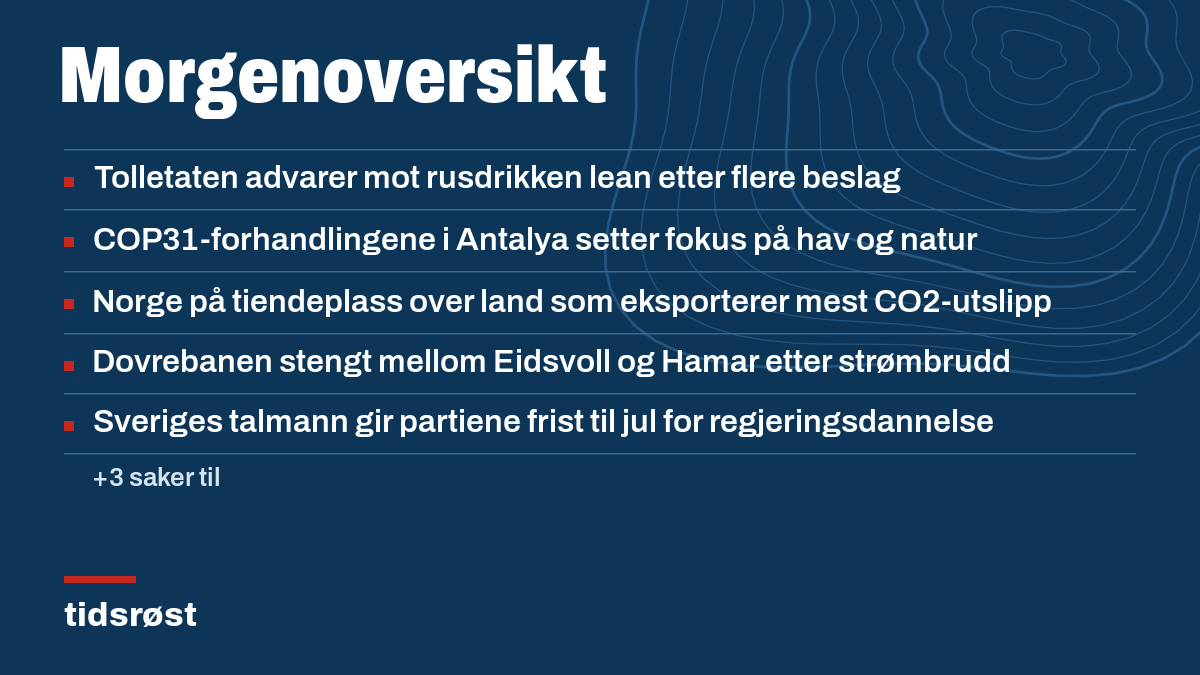 Morgenoversikt
Tolletaten advarer mot rusdrikken lean etter flere beslag
COP31-forhandlingene i Antalya setter fokus på hav og natur
Norge på tiendeplass over land som eksporterer mest CO2-utslipp
Dovrebanen stengt mellom Eidsvoll og Hamar etter strømbrudd
Sveriges talmann gir partiene frist til jul for regjeringsdannelse
+3 saker til
tidsrøst